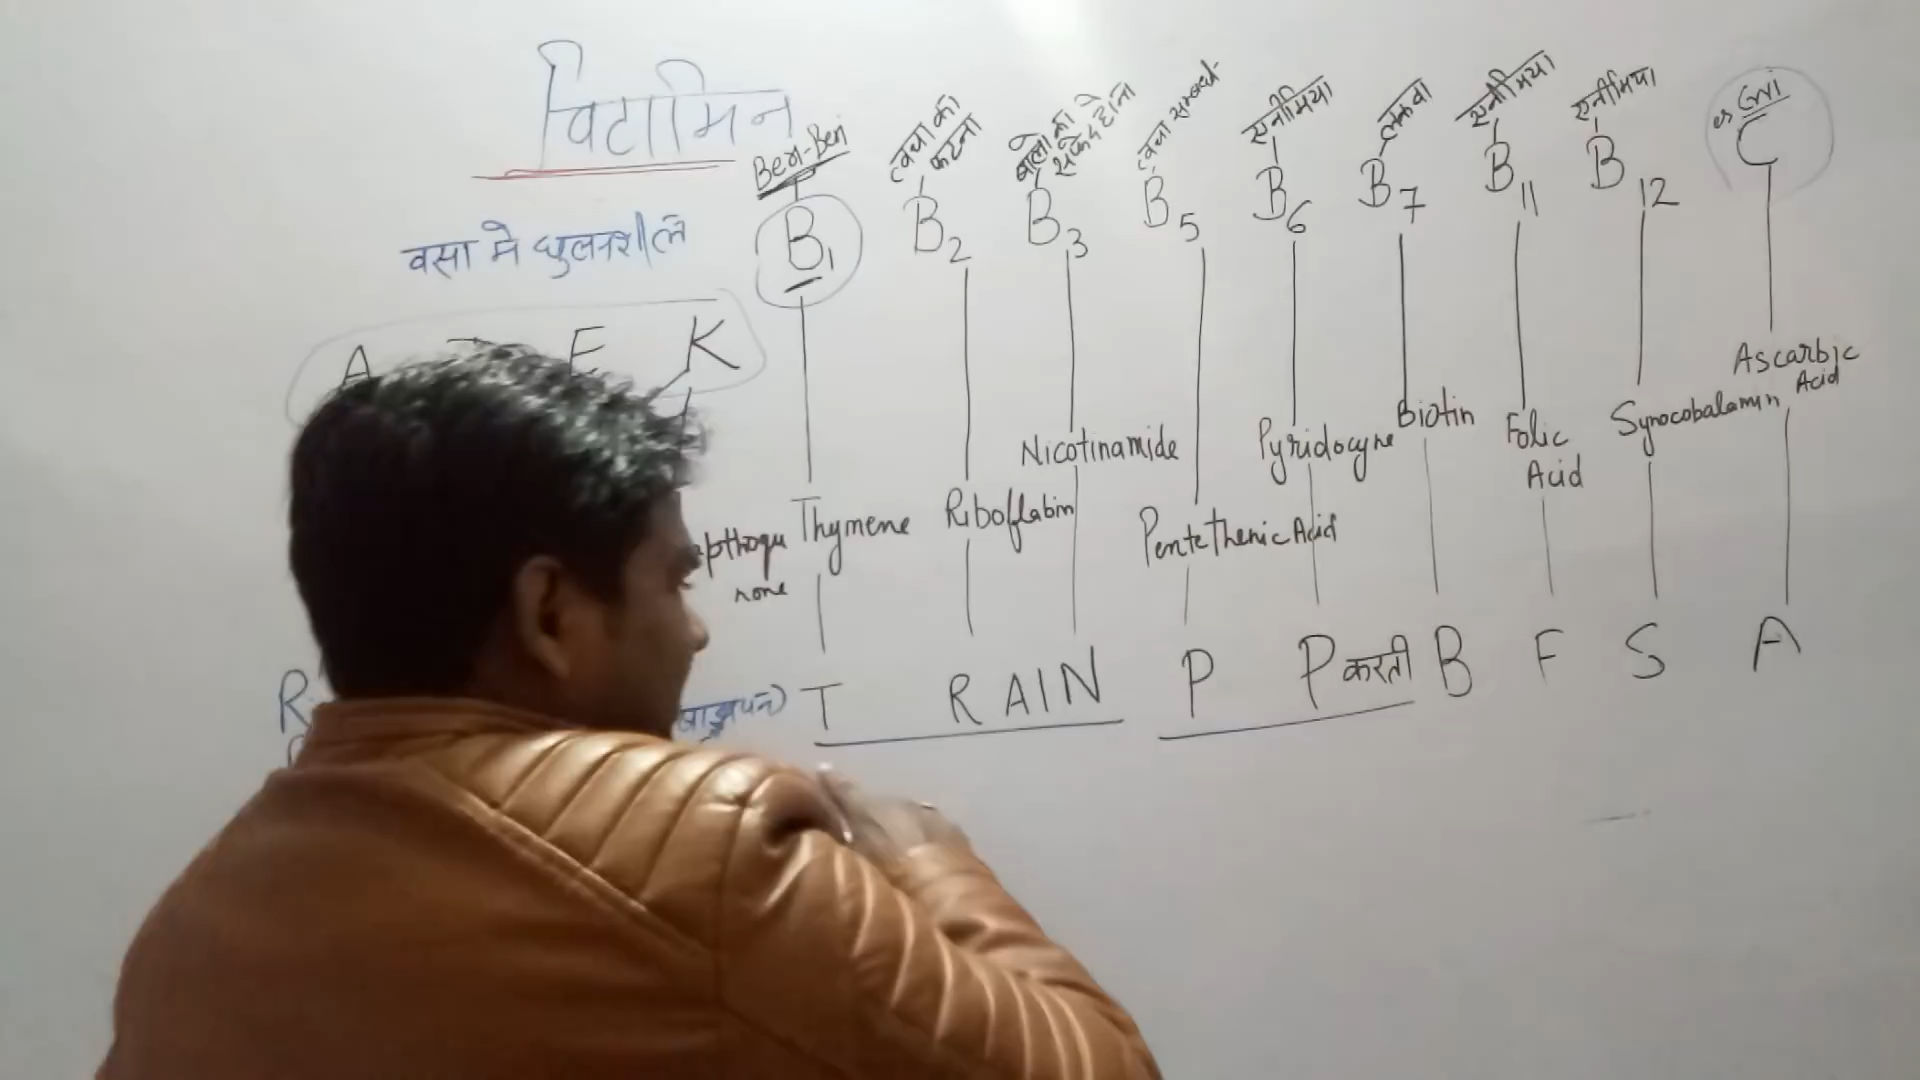 विटामिन
वसा मे घुलनशील
A E K
Beri-Beri त्वचा का फटना बालो का सफेद होना त्वचा सम्बन्धी एनीमिया लकवा एनीमिया एनीमिया
B1 B2 B3 B5 B6 B7 B11 B12 C
Ascarbic
Acid
Nicotinamide Pyridocyne Biotin Folic Acid Synocobalamin
Thymene Riboflabin Pentethenic Acid
none
T RAIN P P करती B F S A
R